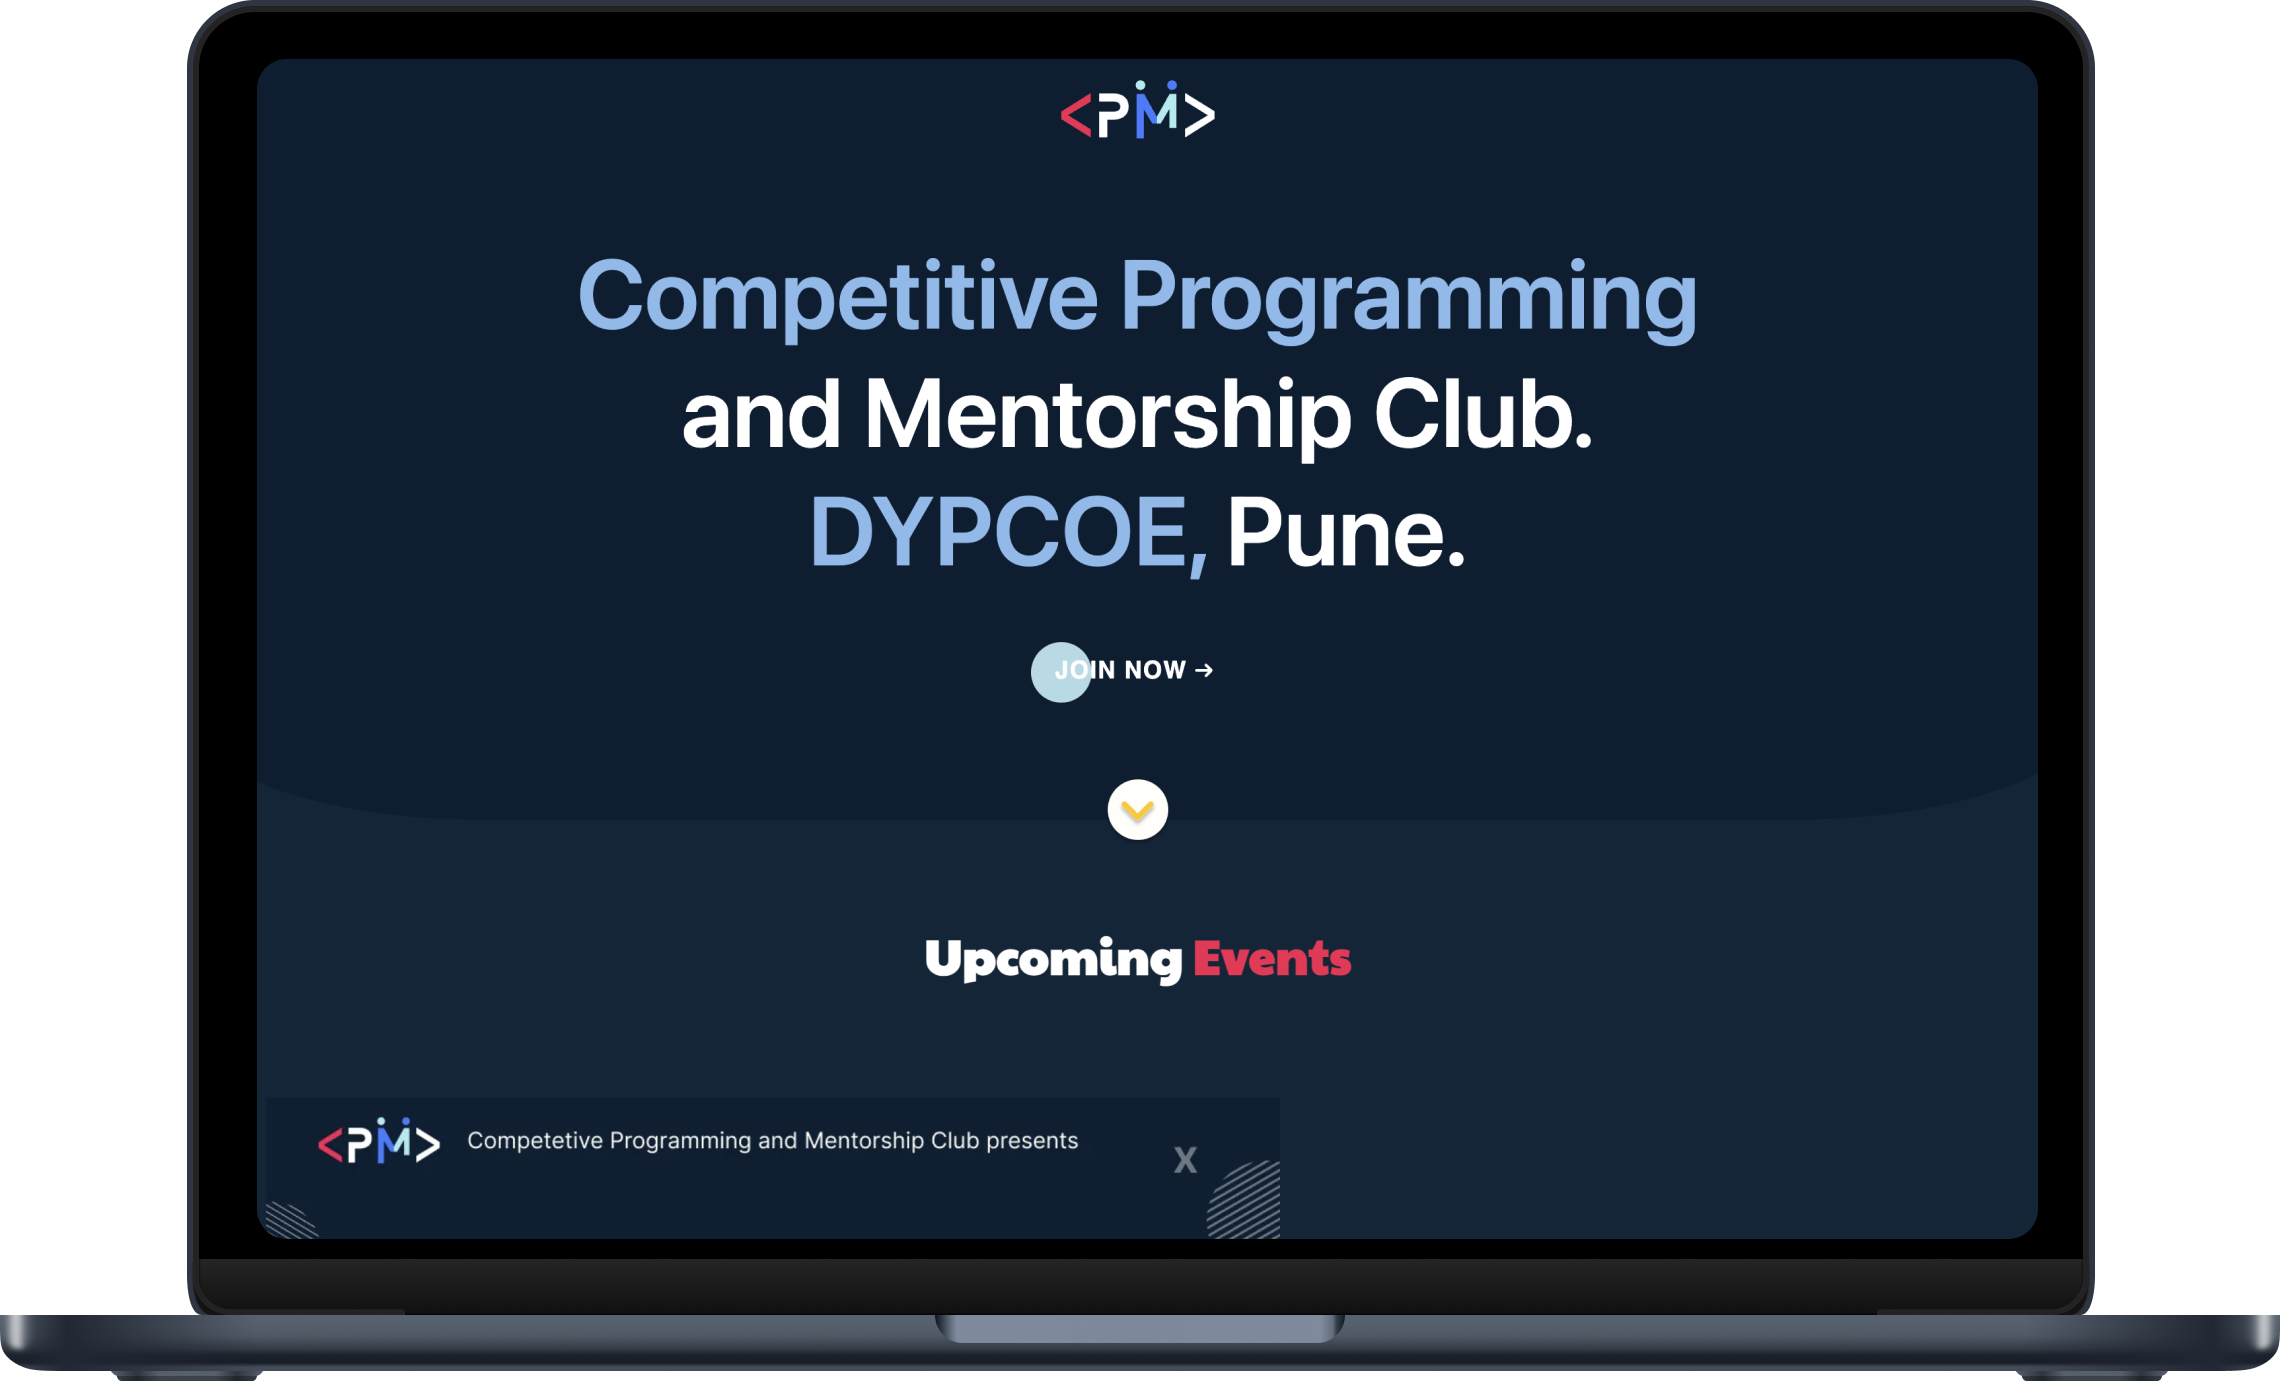 <PM>
Competitive Programming
and Mentorship Club.
DYPCOE, Pune.
JOIN NOW →
Upcoming Events
<PM> Competetive Programming and Mentorship Club presents
X